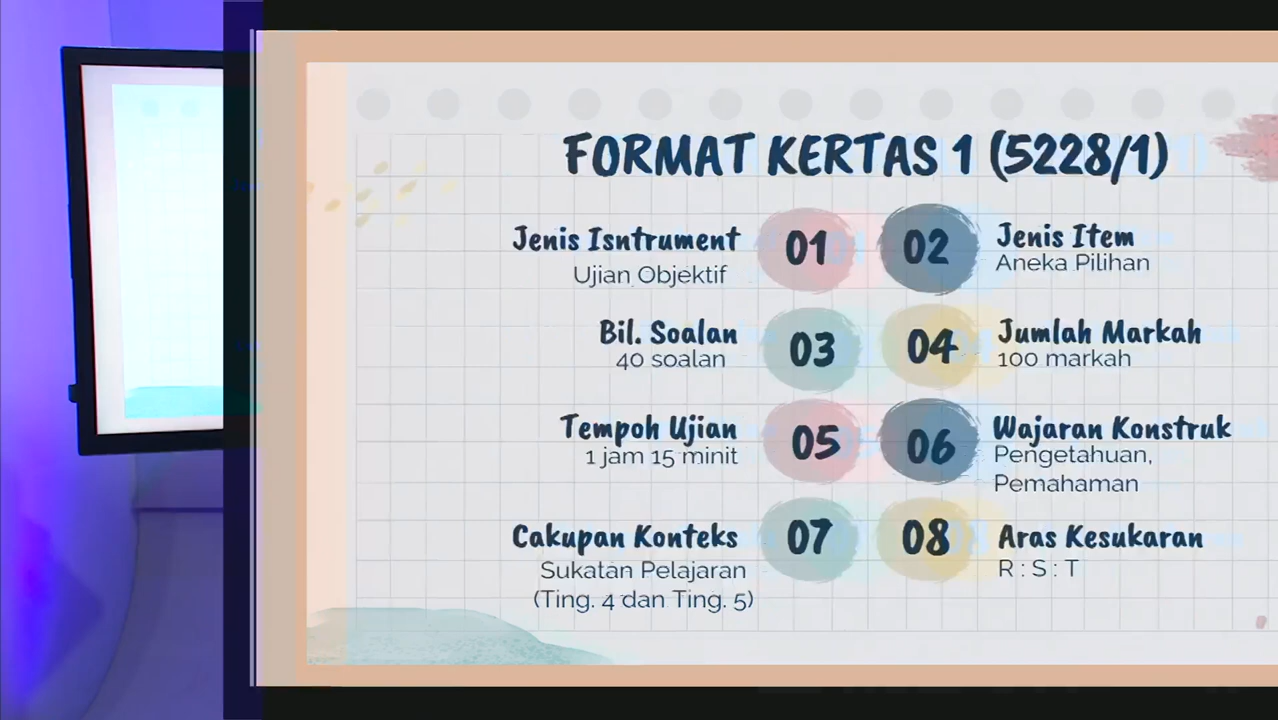 FORMAT KERTAS 1 (5228/1)
Jenis Isntrument
Ujian Objektif
01
02
Jenis Item
Aneka Pilihan
Bil. Soalan
40 soalan
03
04
Jumlah Markah
100 markah
Tempoh Ujian
1 jam 15 minit
05
06
Wajaran Konstruk
Pengetahuan,
Pemahaman
Cakupan Konteks
Sukatan Pelajaran
(Ting. 4 dan Ting. 5)
07
08
Aras Kesukaran
R : S : T